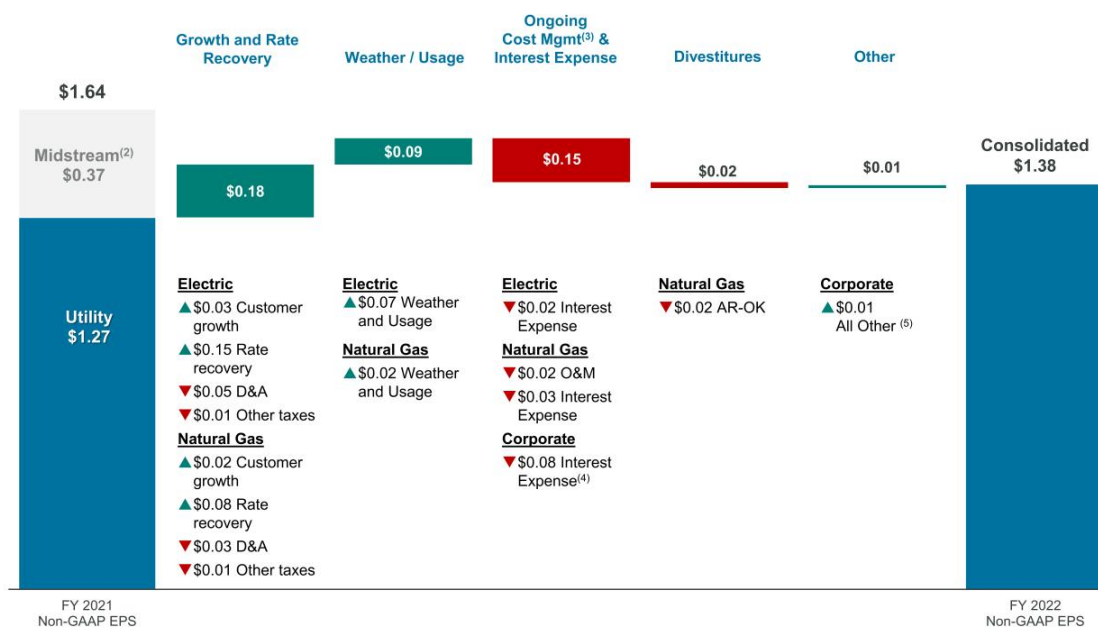 Growth and Rate
Recovery
Weather / Usage
Ongoing
Cost Mgmt(3) &
Interest Expense
Divestitures
Other
$1.64
Midstream(2)
$0.37
Utility
$1.27
$0.18
$0.09
$0.15
$0.02
$0.01
Consolidated
$1.38
Electric
▲$0.03 Customer
growth
▲$0.15 Rate
recovery
▼$0.05 D&A
▼$0.01 Other taxes
Natural Gas
▲$0.02 Customer
growth
▲$0.08 Rate
recovery
▼$0.03 D&A
▼$0.01 Other taxes
Electric
▲$0.07 Weather
and Usage
Natural Gas
▲$0.02 Weather
and Usage
Electric
▼$0.02 Interest
Expense
Natural Gas
▼$0.02 O&M
▼$0.03 Interest
Expense
Corporate
▼$0.08 Interest
Expense(4)
Natural Gas
▼$0.02 AR-OK
Corporate
▲$0.01
All Other (5)
FY 2021
Non-GAAP EPS
FY 2022
Non-GAAP EPS